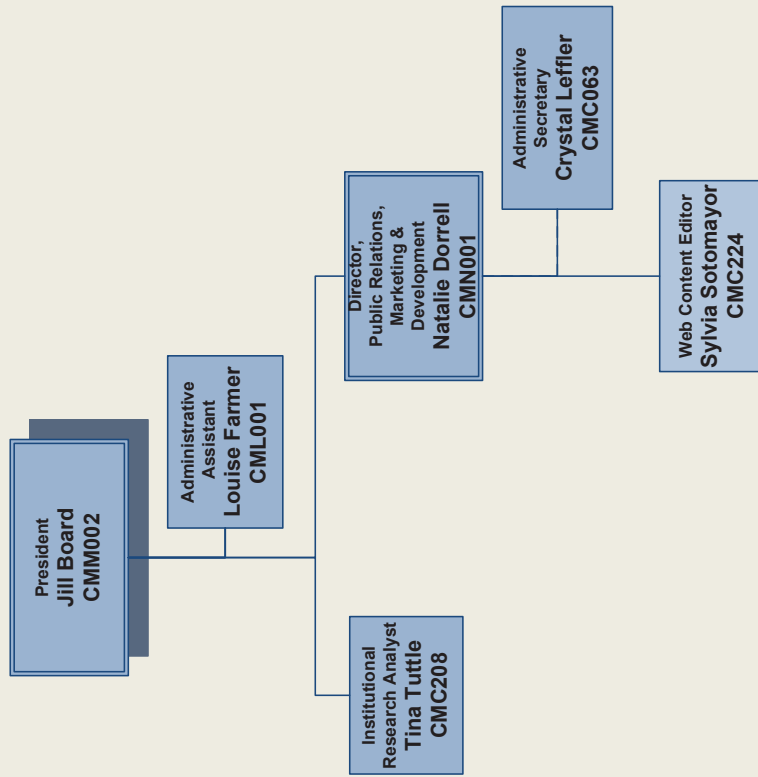 President
Jill Board
CMM002
Administrative
Assistant
Louise Farmer
CML001
Institutional
Research Analyst
Tina Tuttle
CMC208
Director,
Public Relations,
Marketing &
Development
Natalie Dorrell
CMN001
Administrative
Secretary
Crystal Leffler
CMC063
Web Content Editor
Sylvia Sotomayor
CMC224